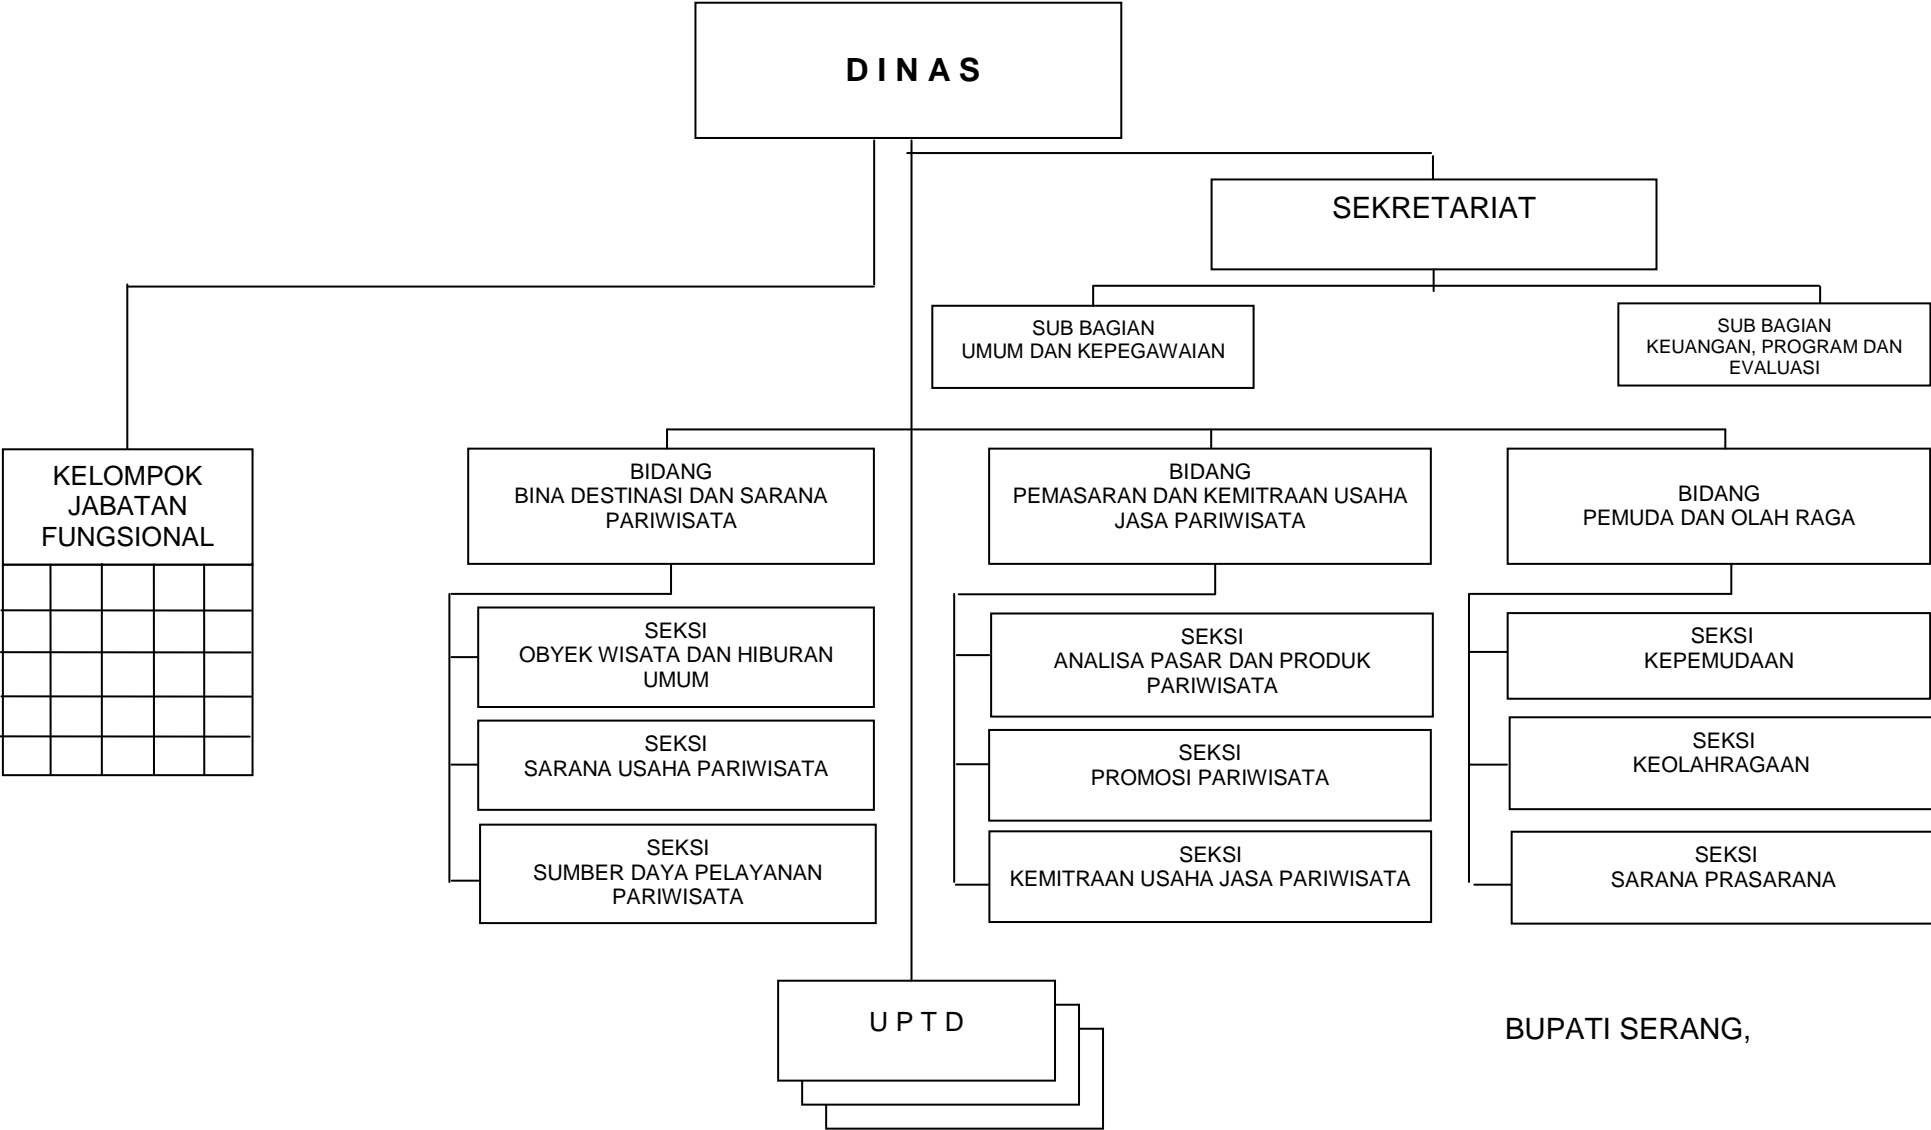 D I N A S
SEKRETARIAT
SUB BAGIAN
UMUM DAN KEPEGAWAIAN
SUB BAGIAN
KEUANGAN, PROGRAM DAN
EVALUASI
KELOMPOK
JABATAN
FUNGSIONAL
BIDANG
BINA DESTINASI DAN SARANA
PARIWISATA
BIDANG
PEMASARAN DAN KEMITRAAN USAHA
JASA PARIWISATA
BIDANG
PEMUDA DAN OLAH RAGA
SEKSI
OBYEK WISATA DAN HIBURAN
UMUM
SEKSI
SARANA USAHA PARIWISATA
SEKSI
SUMBER DAYA PELAYANAN
PARIWISATA
SEKSI
ANALISA PASAR DAN PRODUK
PARIWISATA
SEKSI
PROMOSI PARIWISATA
SEKSI
KEMITRAAN USAHA JASA PARIWISATA
SEKSI
KEPEMUDAAN
SEKSI
KEOLAHRAGAAN
SEKSI
SARANA PRASARANA
U P T D
BUPATI SERANG,